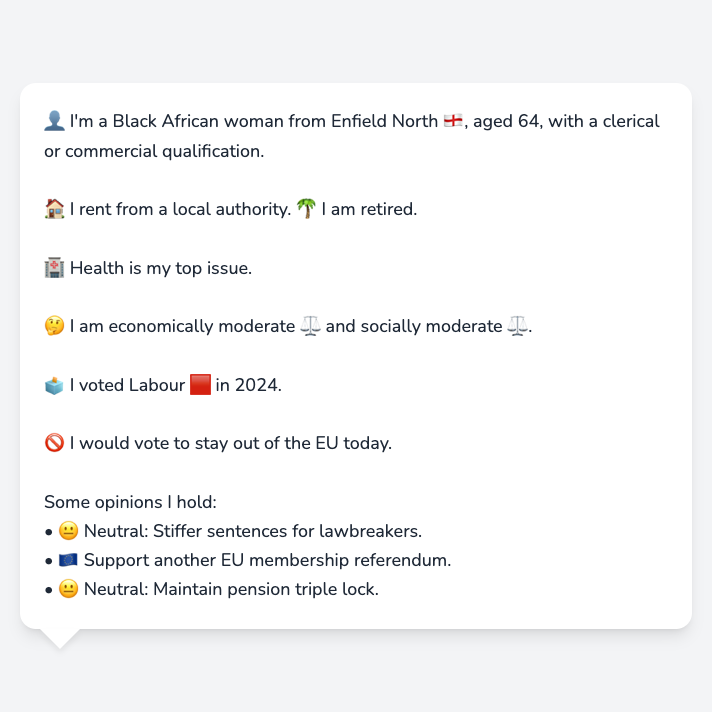 👤 I'm a Black African woman from Enfield North 🏴󠁧󠁢󠁥󠁮󠁧󠁿, aged 64, with a clerical
or commercial qualification.
🏠 I rent from a local authority. 🌴 I am retired.
🏥 Health is my top issue.
🤔 I am economically moderate ⚖️ and socially moderate ⚖️.
🗳️ I voted Labour 🟥 in 2024.
🚫 I would vote to stay out of the EU today.
Some opinions I hold:
• 😐 Neutral: Stiffer sentences for lawbreakers.
• 🇪🇺 Support another EU membership referendum.
• 😐 Neutral: Maintain pension triple lock.